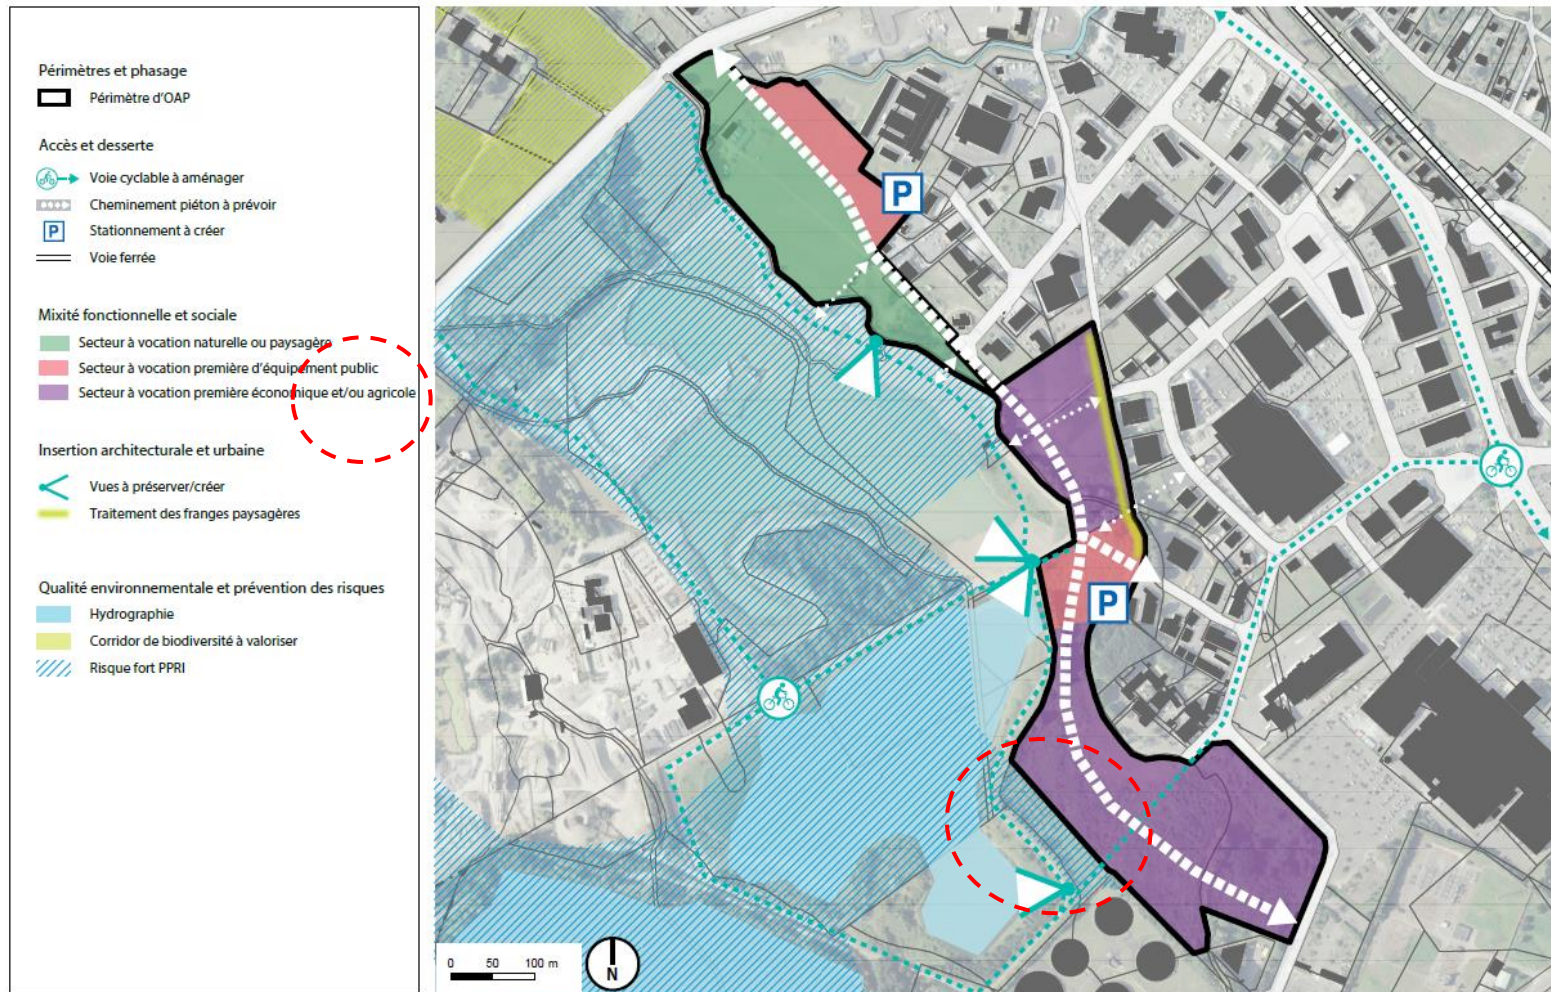 Périmètres et phasage
Périmètre d'OAP
Accès et desserte
Voie cyclable à aménager
Cheminement piéton à prévoir
P Stationnement à créer
Voie ferrée
Mixité fonctionnelle et sociale
Secteur à vocation naturelle ou paysagère
Secteur à vocation première d'équipement public
Secteur à vocation première économique et/ou agricole
Insertion architecturale et urbaine
Vues à préserver/créer
Traitement des franges paysagères
Qualité environnementale et prévention des risques
Hydrographie
Corridor de biodiversité à valoriser
Risque fort PPRI
P
P
0 50 100 m
N